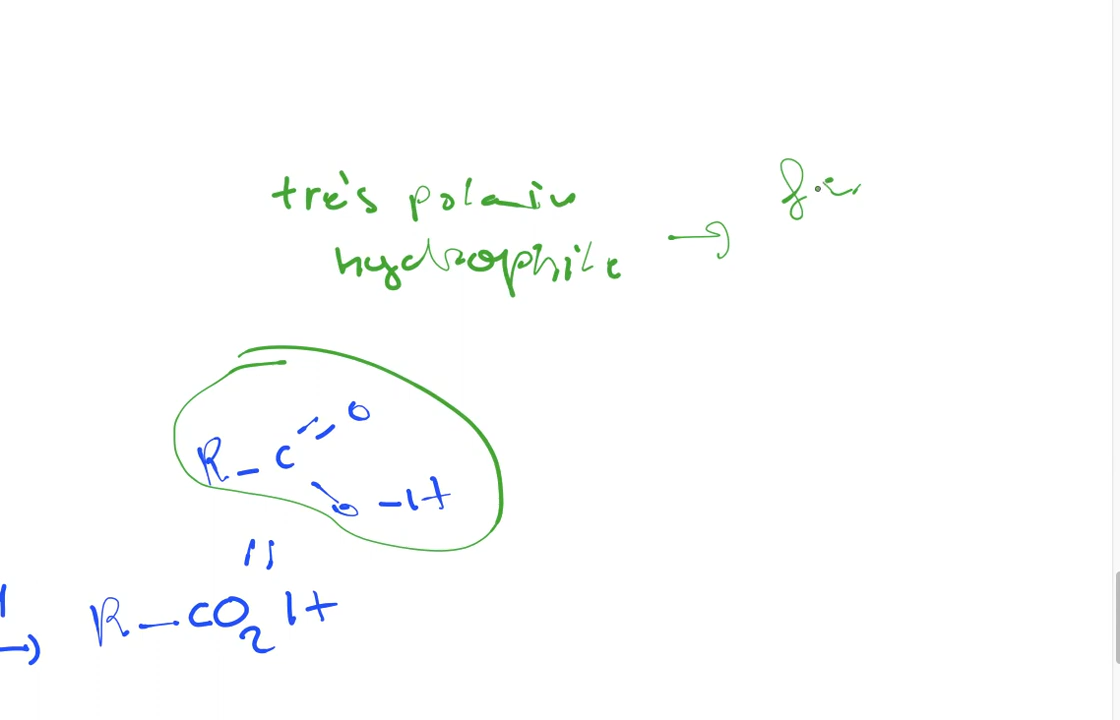 très polaire
hydrophile →
R – C = O
O – H
||
→ R – CO2H